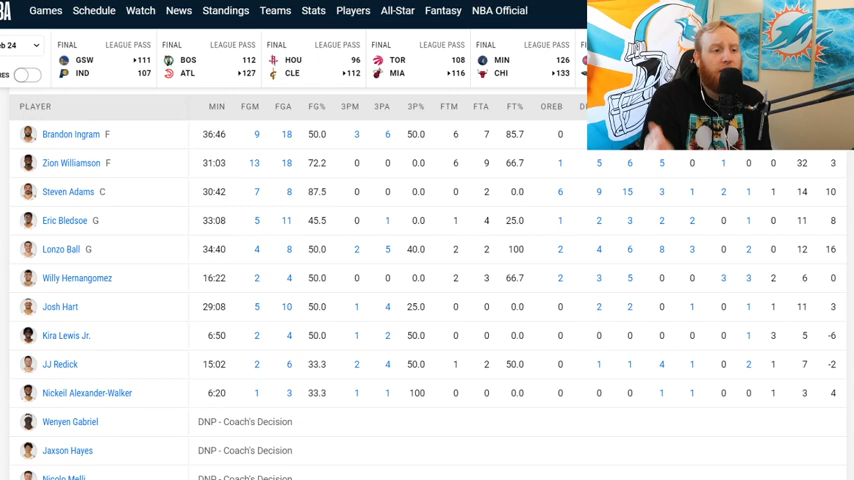 BA Games Schedule Watch News Standings Teams Stats Players All-Star Fantasy NBA Official
eb 24
RES
FINAL LEAGUE PASS
GSW 111
IND 107
FINAL LEAGUE PASS
BOS 112
ATL 127
FINAL LEAGUE PASS
HOU 96
CLE 112
FINAL LEAGUE PASS
TOR 108
MIA 116
FINAL LEAGUE PASS
MIN 126
CHI 133
PLAYER MIN FGM FGA FG% 3PM 3PA 3P% FTM FTA FT% OREB
Brandon Ingram F 36:46 9 18 50.0 3 6 50.0 6 7 85.7 0
Zion Williamson F 31:03 13 18 72.2 0 0 0.0 6 9 66.7 1 5 6 5 0 1 0 0 32 3
Steven Adams C 30:42 7 8 87.5 0 0 0.0 0 2 0.0 6 9 15 3 1 2 1 1 14 10
Eric Bledsoe G 33:08 5 11 45.5 0 1 0.0 1 4 25.0 1 2 3 2 2 0 1 0 11 8
Lonzo Ball G 34:40 4 8 50.0 2 5 40.0 2 2 100 2 4 6 8 3 0 2 0 12 16
Willy Hernangomez 16:22 2 4 50.0 0 0 0.0 2 3 66.7 2 3 5 0 0 3 3 2 6 0
Josh Hart 29:08 5 10 50.0 1 4 25.0 0 0 0.0 0 2 2 0 1 0 1 1 11 3
Kira Lewis Jr. 6:50 2 4 50.0 1 2 50.0 0 0 0.0 0 0 0 0 0 0 1 3 5 -6
JJ Redick 15:02 2 6 33.3 2 4 50.0 1 2 50.0 0 1 1 4 1 0 2 1 7 -2
Nickeil Alexander-Walker 6:20 1 3 33.3 1 1 100 0 0 0.0 0 0 0 1 1 0 0 1 3 4
Wenyen Gabriel DNP - Coach's Decision
Jaxson Hayes DNP - Coach's Decision
Nicolo Melli DNP - Coach's Decision